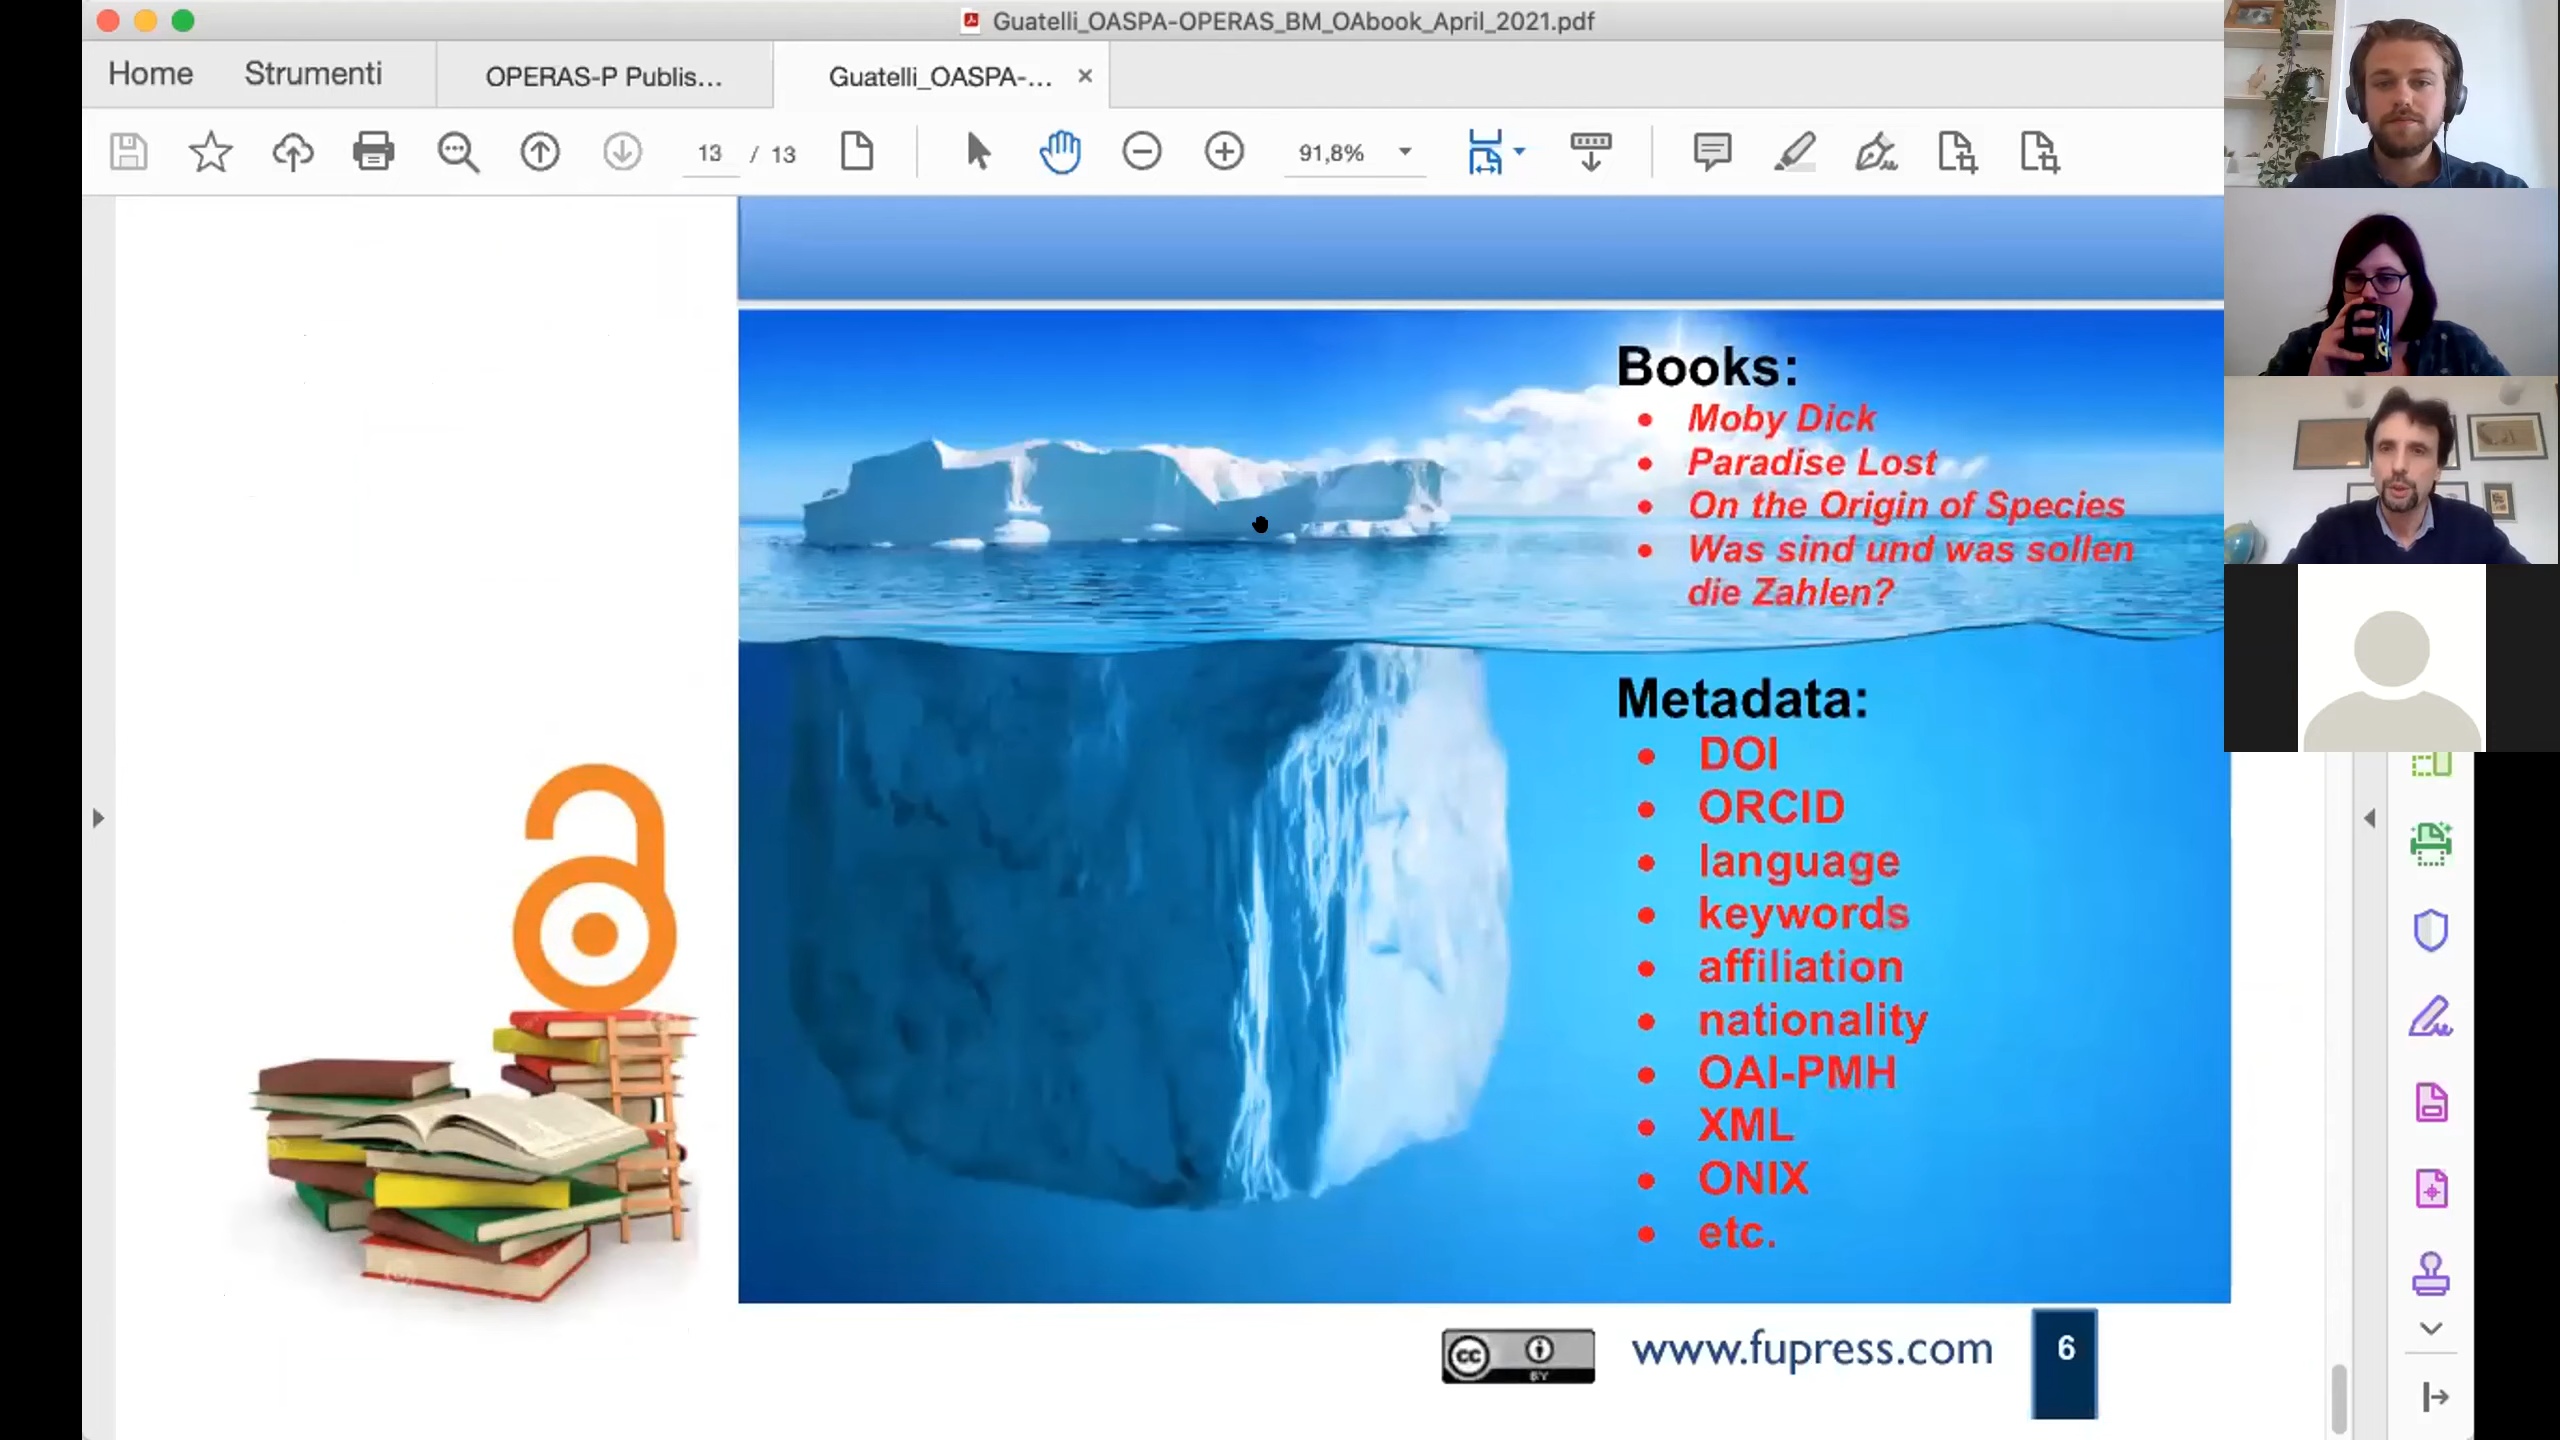 Guatelli_OASPA-OPERAS_BM_OAbook_April_2021.pdf
Home
Strumenti
OPERAS-P Publis...
Guatelli_OASPA-...
13 / 13
91,8%
Books:
Moby Dick
Paradise Lost
On the Origin of Species
Was sind und was sollen
die Zahlen?
Metadata:
DOI
ORCID
language
keywords
affiliation
nationality
OAI-PMH
XML
ONIX
etc.
cc
BY
www.fupress.com
6